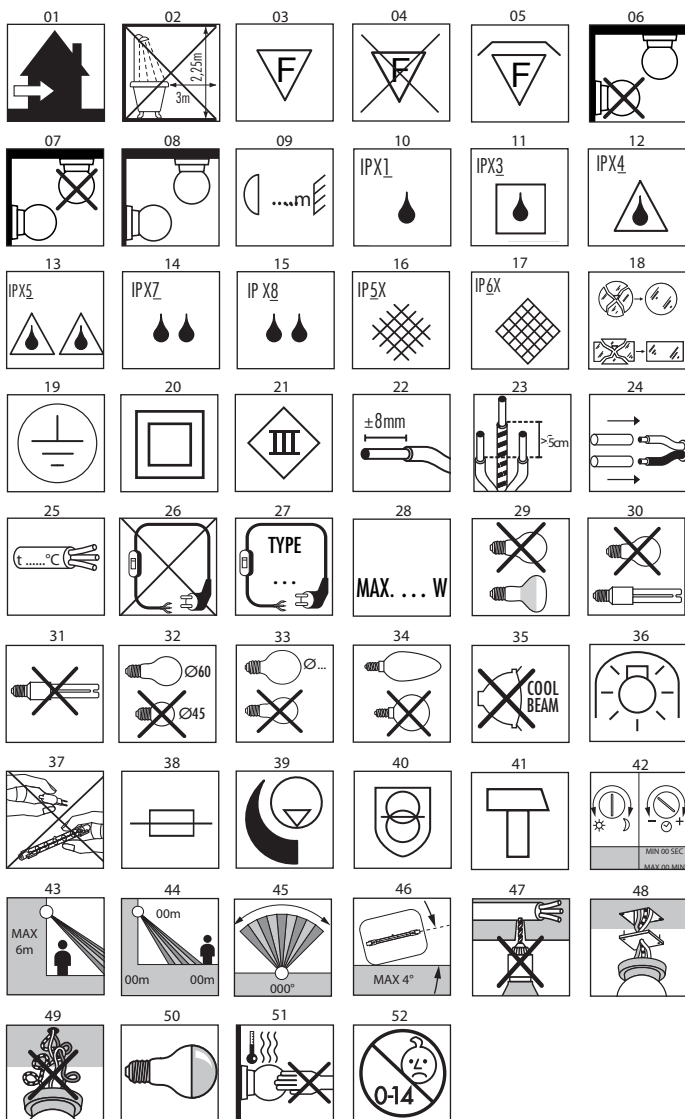 01 02 03 04 05 06
2,25m
3m
F
F
F
07 08 09 10 11 12
.....m
IPX1
IPX3
IPX4
13 14 15 16 17 18
IPX5
IPX7
IP X8
IP5X
IP6X
19 20 21 22 23 24
III
±8mm
>5cm
25 26 27 28 29 30
t ......°C
TYPE
...
MAX. ... W
31 32 33 34 35 36
Ø60
Ø45
Ø...
COOL
BEAM
37 38 39 40 41 42
- +
MIN 00 SEC
MAX 00 MIN
43 44 45 46 47 48
MAX
6m
00m
00m 00m
000°
MAX 4°
49 50 51 52
0-14